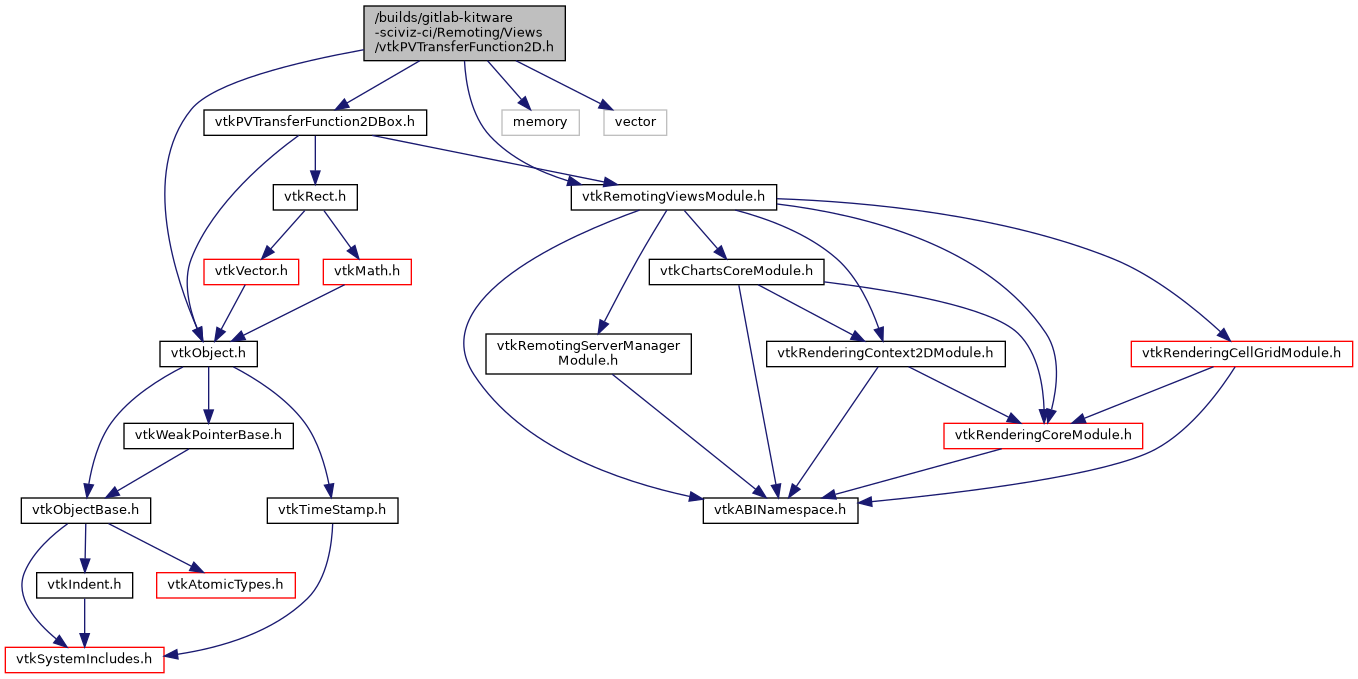 /builds/gitlab-kitware
-sciviz-ci/Remoting/Views
/vtkPVTransferFunction2D.h
vtkPVTransferFunction2DBox.h
memory
vector
vtkRect.h
vtkRemotingViewsModule.h
vtkVector.h
vtkMath.h
vtkChartsCoreModule.h
vtkObject.h
vtkRemotingServerManager
Module.h
vtkRenderingContext2DModule.h
vtkRenderingCellGridModule.h
vtkWeakPointerBase.h
vtkRenderingCoreModule.h
vtkObjectBase.h
vtkTimeStamp.h
vtkABINamespace.h
vtkIndent.h
vtkAtomicTypes.h
vtkSystemIncludes.h